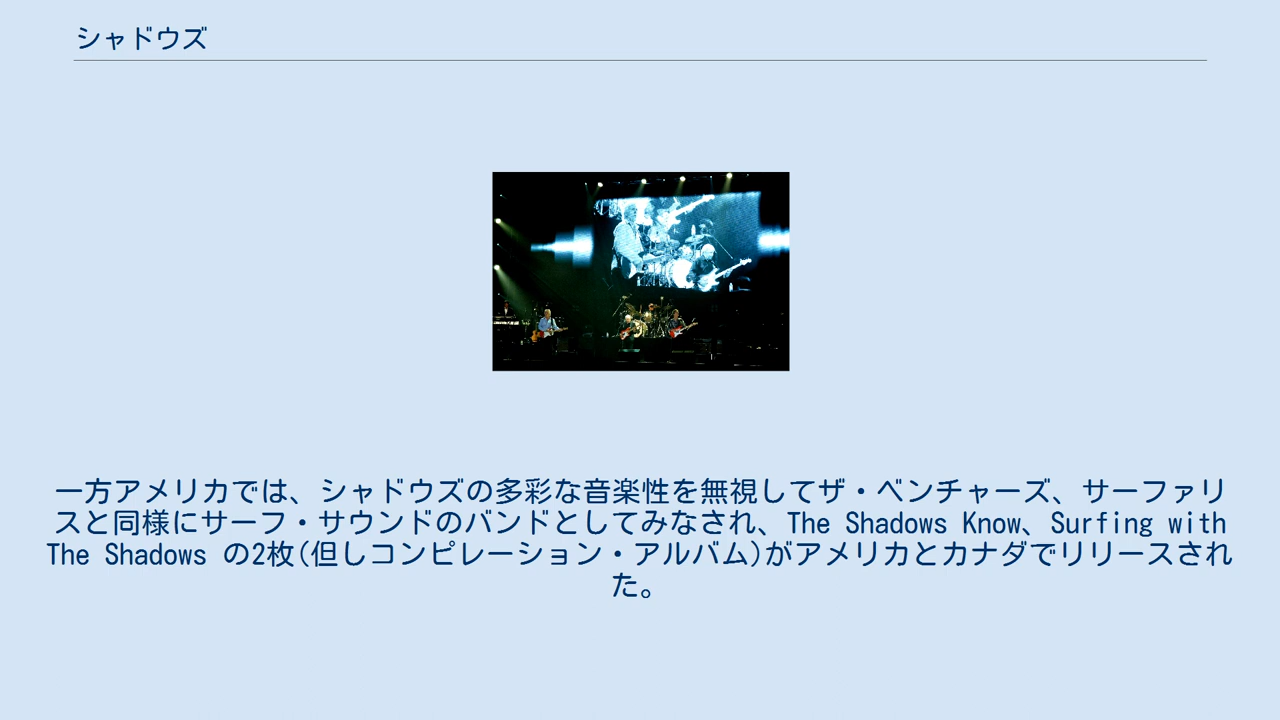 シャドウズ
一方アメリカでは、シャドウズの多彩な音楽性を無視してザ・ベンチャーズ、サーファリ
スと同様にサーフ・サウンドのバンドとしてみなされ、The Shadows Know、Surfing with
The Shadows の2枚(但しコンピレーション・アルバム)がアメリカとカナダでリリースされ
た。